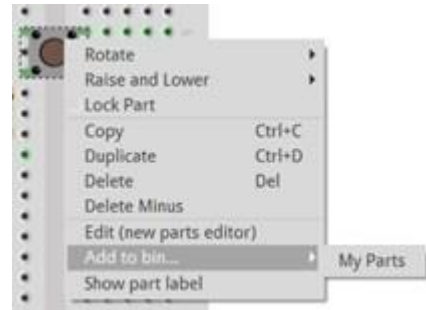 Rotate
Raise and Lower
Lock Part
Copy Ctrl+C
Duplicate Ctrl+D
Delete Del
Delete Minus
Edit (new parts editor)
Add to bin... My Parts
Show part label